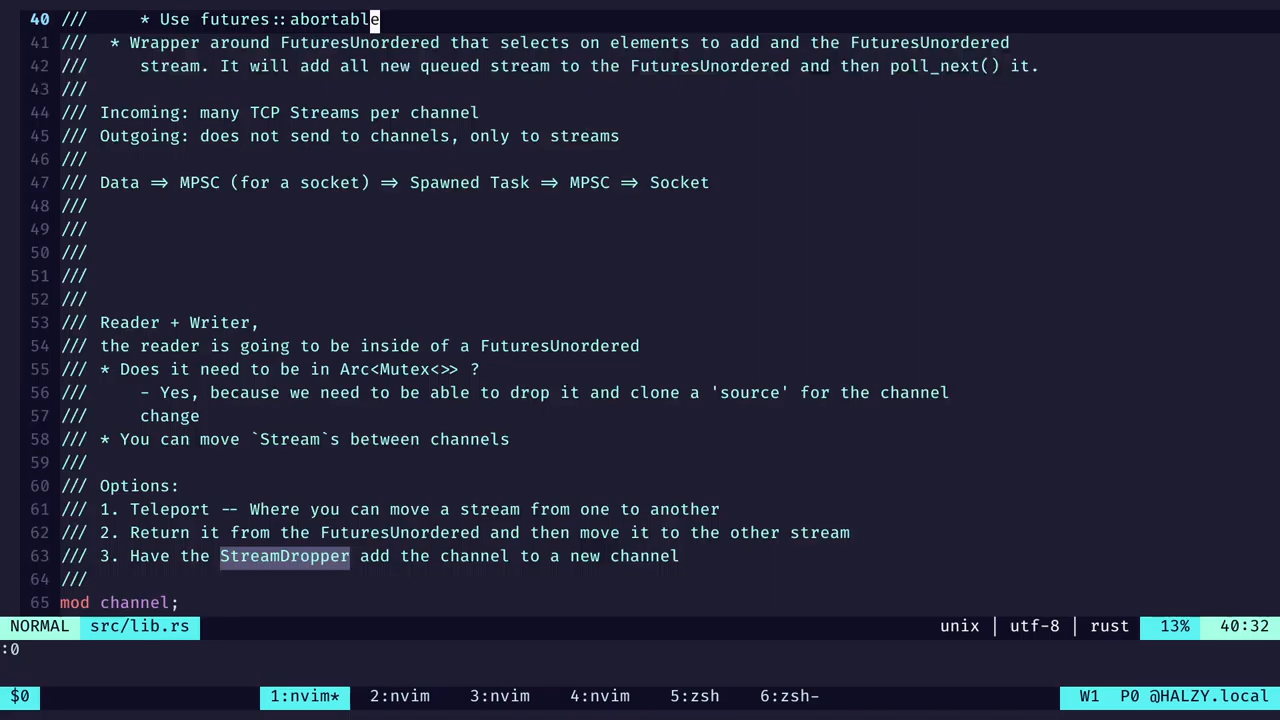 40 ///     * Use futures::abortable
41 ///  * Wrapper around FuturesUnordered that selects on elements to add and the FuturesUnordered
42 ///     stream. It will add all new queued stream to the FuturesUnordered and then poll_next() it.
43 ///
44 /// Incoming: many TCP Streams per channel
45 /// Outgoing: does not send to channels, only to streams
46 ///
47 /// Data => MPSC (for a socket) => Spawned Task => MPSC => Socket
48 ///
49 ///
50 ///
51 ///
52 ///
53 /// Reader + Writer,
54 /// the reader is going to be inside of a FuturesUnordered
55 /// * Does it need to be in Arc<Mutex<>> ?
56 ///     - Yes, because we need to be able to drop it and clone a 'source' for the channel
57 ///     change
58 /// * You can move `Stream`s between channels
59 ///
60 /// Options:
61 /// 1. Teleport -- Where you can move a stream from one to another
62 /// 2. Return it from the FuturesUnordered and then move it to the other stream
63 /// 3. Have the StreamDropper add the channel to a new channel
64 ///
65 mod channel;
NORMAL src/lib.rs unix | utf-8 | rust 13% 40:32
:0
$0 1:nvim* 2:nvim 3:nvim 4:nvim 5:zsh 6:zsh- W1 P0 @HALZY.local